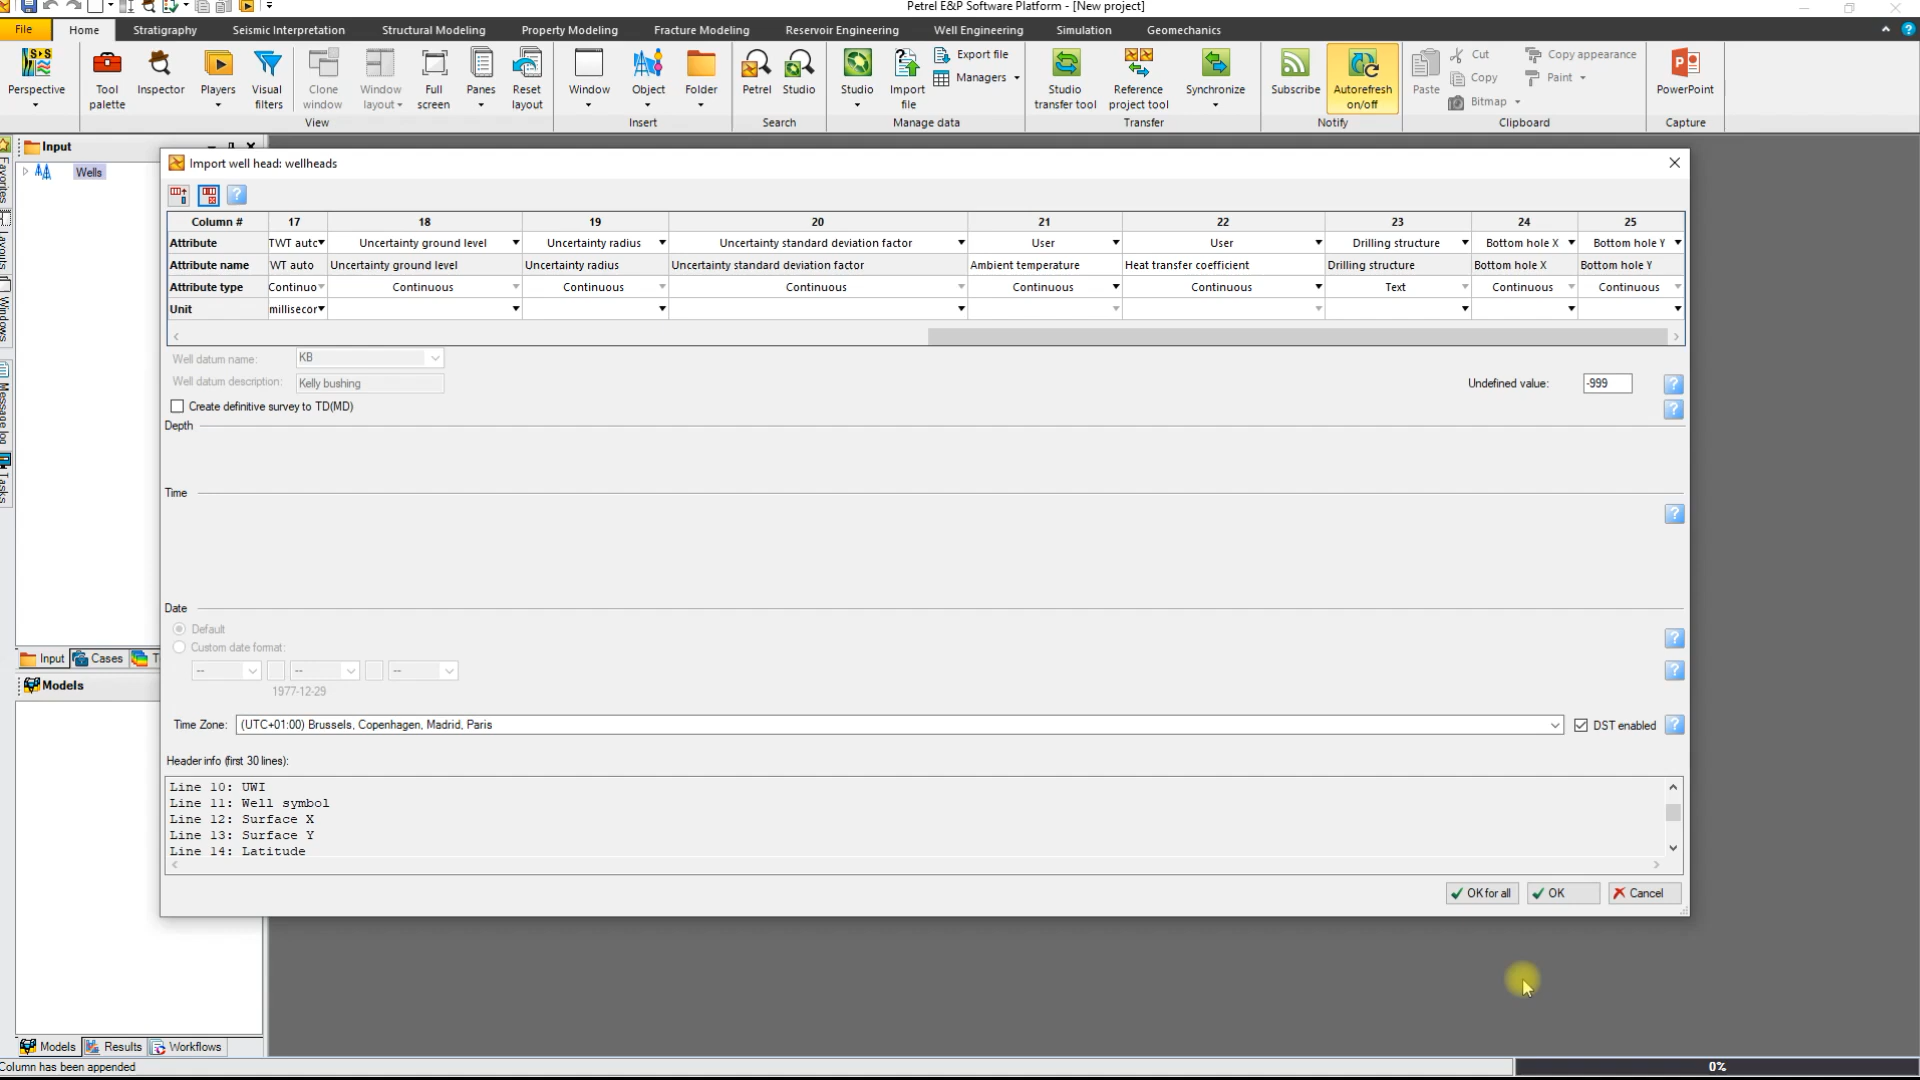 Petrel E&P Software Platform - [New project]
File
Home
Stratigraphy
Seismic Interpretation
Structural Modeling
Property Modeling
Fracture Modeling
Reservoir Engineering
Well Engineering
Simulation
Geomechanics
Perspective
Tool palette
Inspector
Players
Visual filters
Clone window
Window layout
Full screen
Panes
Reset layout
View
Window
Object
Folder
Insert
Petrel
Studio
Search
Studio
Import file
Export file
Managers
Manage data
Studio transfer tool
Reference project tool
Synchronize
Transfer
Subscribe
Autorefresh on/off
Notify
Paste
Cut
Copy
Bitmap
Copy appearance
Paint
Clipboard
PowerPoint
Capture
Favorites
Layouts
Windows
Message log
Tasks
Input
Wells
Input
Cases
Models
Models
Results
Workflows
Column has been appended
0%
Import well head: wellheads
Column # 17 18 19 20 21 22 23 24 25
Attribute TWT autc Uncertainty ground level Uncertainty radius Uncertainty standard deviation factor User User Drilling structure Bottom hole X Bottom hole Y
Attribute name WT auto Uncertainty ground level Uncertainty radius Uncertainty standard deviation factor Ambient temperature Heat transfer coefficient Drilling structure Bottom hole X Bottom hole Y
Attribute type Continuo Continuous Continuous Continuous Continuous Continuous Text Continuous Continuous
Unit millisecor
Well datum name: KB
Well datum description: Kelly bushing
Undefined value: -999
Create definitive survey to TD(MD)
Depth
Time
Date
Default
Custom date format:
-- -- --
1977-12-29
Time Zone: (UTC+01:00) Brussels, Copenhagen, Madrid, Paris
DST enabled
Header info (first 30 lines):
Line 10: UWI
Line 11: Well symbol
Line 12: Surface X
Line 13: Surface Y
Line 14: Latitude
OK for all
OK
Cancel